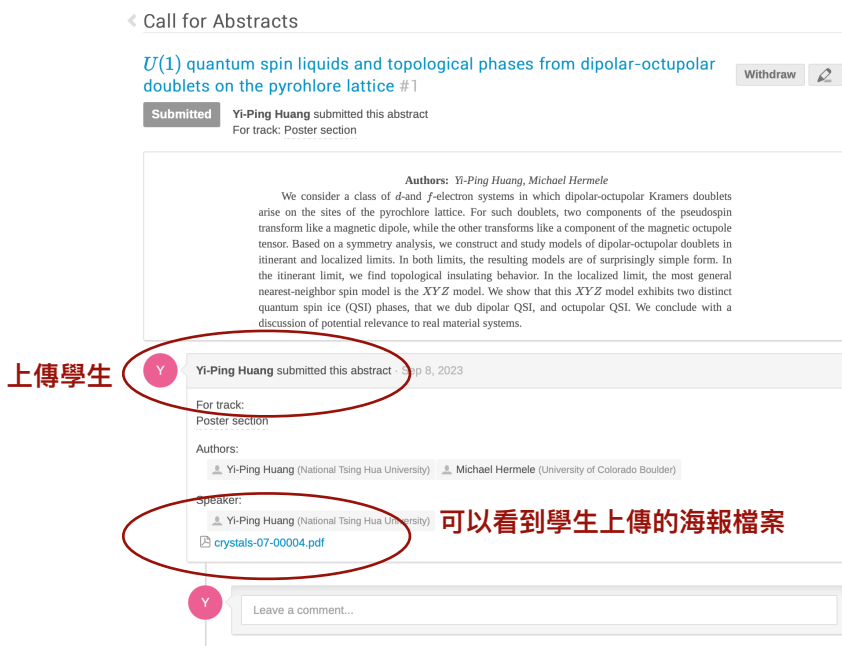 Call for Abstracts
U(1) quantum spin liquids and topological phases from dipolar-octupolar
doublets on the pyrohlore lattice #1
Withdraw
Submitted
Yi-Ping Huang submitted this abstract
For track: Poster section
Authors: Yi-Ping Huang, Michael Hermele
We consider a class of d-and f-electron systems in which dipolar-octupolar Kramers doublets
arise on the sites of the pyrochlore lattice. For such doublets, two components of the pseudospin
transform like a magnetic dipole, while the other transforms like a component of the magnetic octupole
tensor. Based on a symmetry analysis, we construct and study models of dipolar-octupolar doublets in
itinerant and localized limits. In both limits, the resulting models are of surprisingly simple form. In
the itinerant limit, we find topological insulating behavior. In the localized limit, the most general
nearest-neighbor spin model is the XYZ model. We show that this XYZ model exhibits two distinct
quantum spin ice (QSI) phases, that we dub dipolar QSI, and octupolar QSI. We conclude with a
discussion of potential relevance to real material systems.
上傳學生
Y
Yi-Ping Huang submitted this abstract - Sep 8, 2023
For track:
Poster section
Authors:
Yi-Ping Huang (National Tsing Hua University) Michael Hermele (University of Colorado Boulder)
Speaker:
Yi-Ping Huang (National Tsing Hua University)
可以看到學生上傳的海報檔案
crystals-07-00004.pdf
Y
Leave a comment...